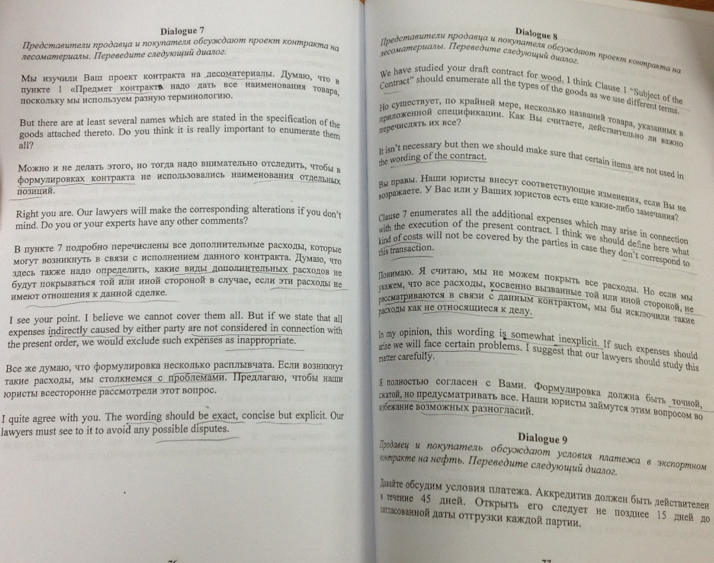 Dialogue 7
Представители продавца и покупателя обсуждают проект контракта на
лесоматериалы. Переведите следующий диалог.
Мы изучили Ваш проект контракта на лесоматериалы. Думаю, что в
пункте 1 «Предмет контракта» надо дать все наименования товара,
поскольку мы используем разную терминологию.
But there are at least several names which are stated in the specification of the
goods attached thereto. Do you think it is really important to enumerate them
all?
Можно и не делать этого, но тогда надо внимательно отследить, чтобы в
формулировках контракта не использовались наименования отдельных
позиций.
Right you are. Our lawyers will make the corresponding alterations if you don't
mind. Do you or your experts have any other comments?
В пункте 7 подробно перечислены все дополнительные расходы, которые
могут возникнуть в связи с исполнением данного контракта. Думаю, что
здесь также надо определить, какие виды дополнительных расходов не
будут покрываться той или иной стороной в случае, если эти расходы не
имеют отношения к данной сделке.
I see your point. I believe we cannot cover them all. But if we state that all
expenses indirectly caused by either party are not considered in connection with
the present order, we would exclude such expenses as inappropriate.
Все же думаю, что формулировка несколько расплывчата. Если возникнут
такие расходы, мы столкнемся с проблемами. Предлагаю, чтобы наши
юристы всесторонне рассмотрели этот вопрос.
I quite agree with you. The wording should be exact, concise but explicit. Our
lawyers must see to it to avoid any possible disputes.
76
Dialogue 8
Представители продавца и покупателя обсуждают проект контракта на
лесоматериалы. Переведите следующий диалог.
We have studied your draft contract for wood. I think Clause 1 "Subject of the
Contract" should enumerate all the types of the goods as we use different terms.
Но существует, по крайней мере, несколько названий товара, указанных в
приложенной спецификации. Как Вы считаете, действительно ли важно
перечислять их все?
It isn't necessary but then we should make sure that certain items are not used in
the wording of the contract.
Вы правы. Наши юристы внесут соответствующие изменения, если Вы не
возражаете. У Вас или у Ваших юристов есть еще какие-либо замечания?
Clause 7 enumerates all the additional expenses which may arise in connection
with the execution of the present contract. I think we should define here what
kind of costs will not be covered by the parties in case they don't correspond to
this transaction.
Понимаю. Я считаю, мы не можем покрыть все расходы. Но если мы
укажем, что все расходы, косвенно вызванные той или иной стороной, не
рассматриваются в связи с данным контрактом, мы бы исключили такие
расходы как не относящиеся к делу.
In my opinion, this wording is somewhat inexplicit. If such expenses should
arise we will face certain problems. I suggest that our lawyers should study this
matter carefully.
Я полностью согласен с Вами. Формулировка должна быть точной,
сжатой, но предусматривать все. Наши юристы займутся этим вопросом во
избежание возможных разногласий.
Dialogue 9
Продавец и покупатель обсуждают условия платежа в экспортном
контракте на нефть. Переведите следующий диалог.
Давайте обсудим условия платежа. Аккредитив должен быть действителен
в течение 45 дней. Открыть его следует не позднее 15 дней до
согласованной даты отгрузки каждой партии.
77